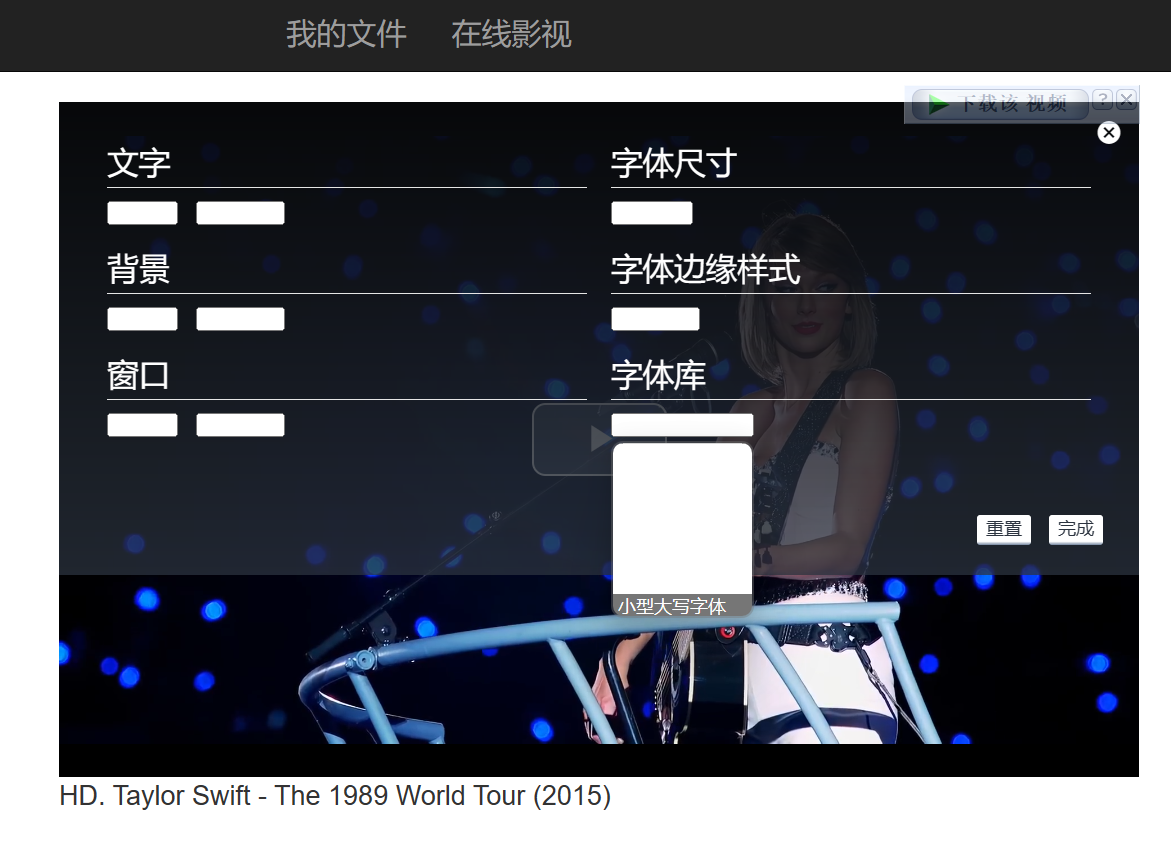 我的文件 在线影视
下载该 视频
文字
字体尺寸
背景
字体边缘样式
窗口
字体库
小型大写字体
重置 完成
HD. Taylor Swift - The 1989 World Tour (2015)